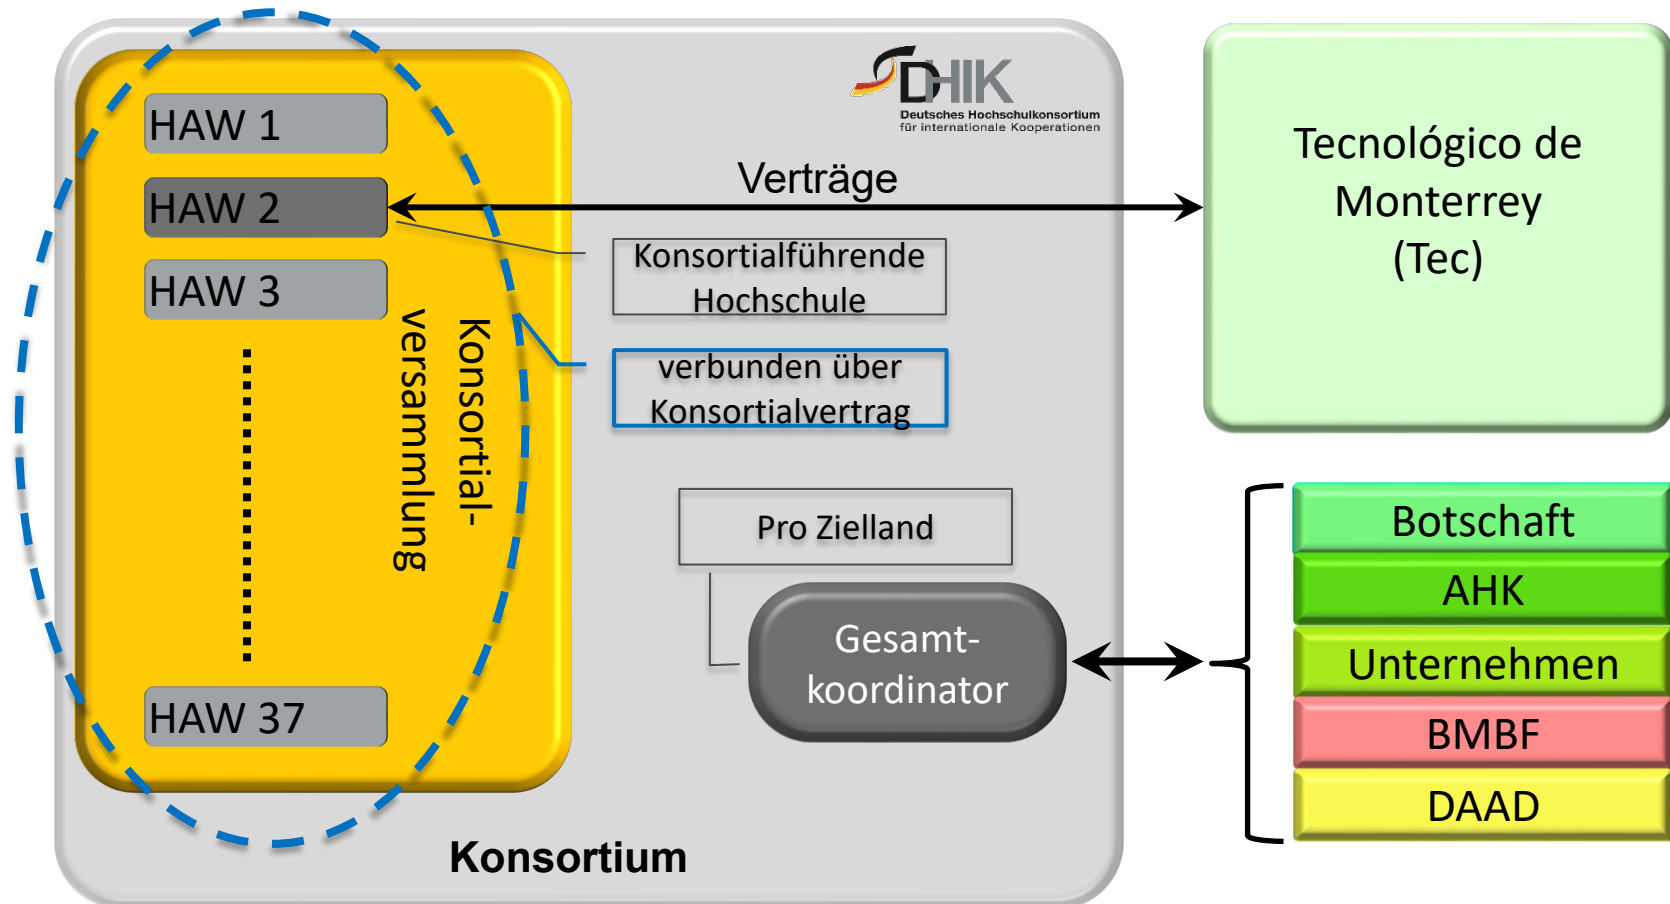 HAW 1
HAW 2
HAW 3
HAW 37
Konsortial-
versammlung
DHIK
Deutsches Hochschulkonsortium
für internationale Kooperationen
Verträge
Konsortialführende
Hochschule
verbunden über
Konsortialvertrag
Pro Zielland
Gesamt-
koordinator
Konsortium
Tecnológico de
Monterrey
(Tec)
Botschaft
AHK
Unternehmen
BMBF
DAAD